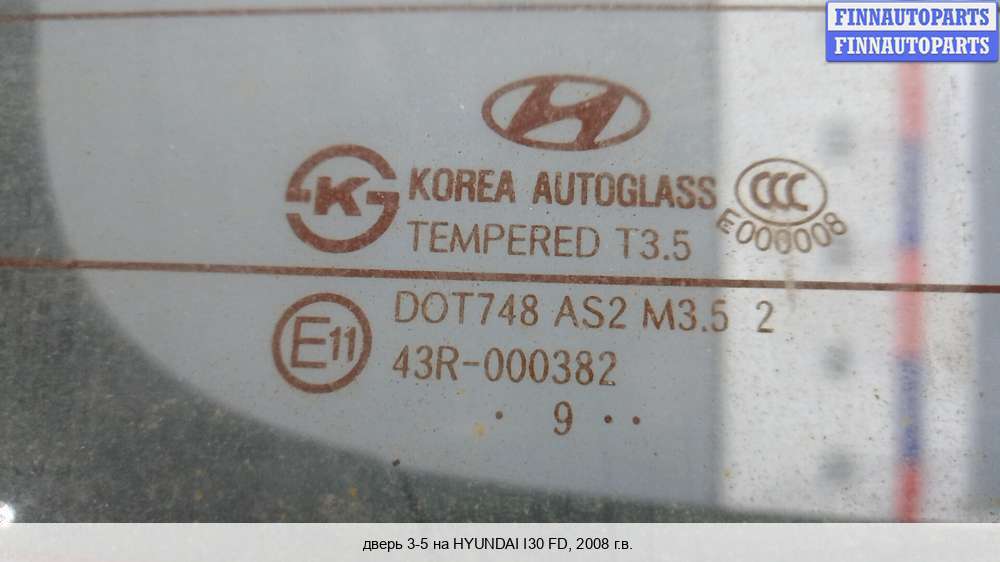 FINNAUTOPARTS
FINNAUTOPARTS
K
KOREA AUTOGLASS
CCC
E000008
TEMPERED T3.5
E11
DOT748 AS2 M3.5 2
43R-000382
. 9 . .
дверь 3-5 на HYUNDAI I30 FD, 2008 г.в.